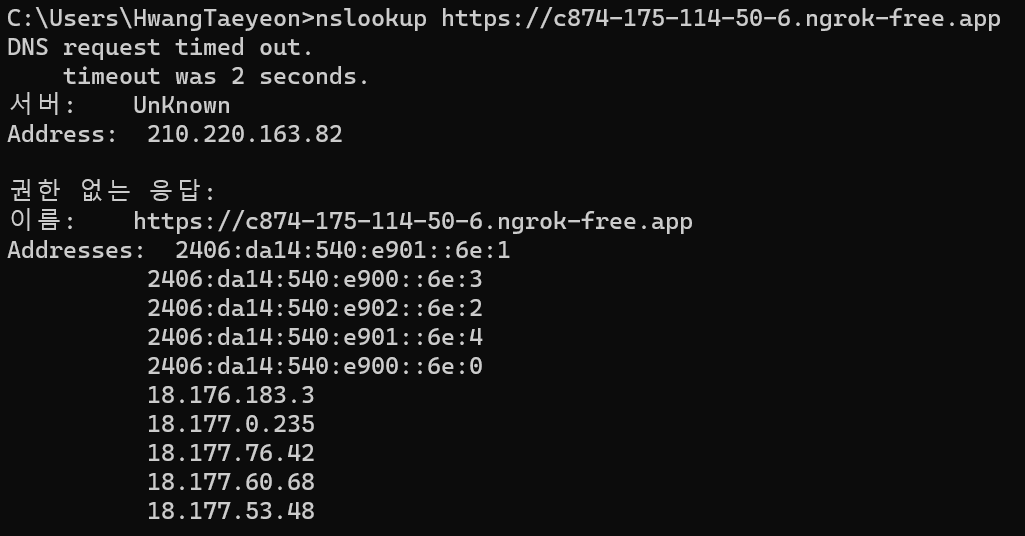 C:\Users\HwangTaeyeon>nslookup https://c874-175-114-50-6.ngrok-free.app
DNS request timed out.
    timeout was 2 seconds.
서버:    UnKnown
Address:  210.220.163.82

권한 없는 응답:
이름:    https://c874-175-114-50-6.ngrok-free.app
Addresses:  2406:da14:540:e901::6e:1
          2406:da14:540:e900::6e:3
          2406:da14:540:e902::6e:2
          2406:da14:540:e901::6e:4
          2406:da14:540:e900::6e:0
          18.176.183.3
          18.177.0.235
          18.177.76.42
          18.177.60.68
          18.177.53.48